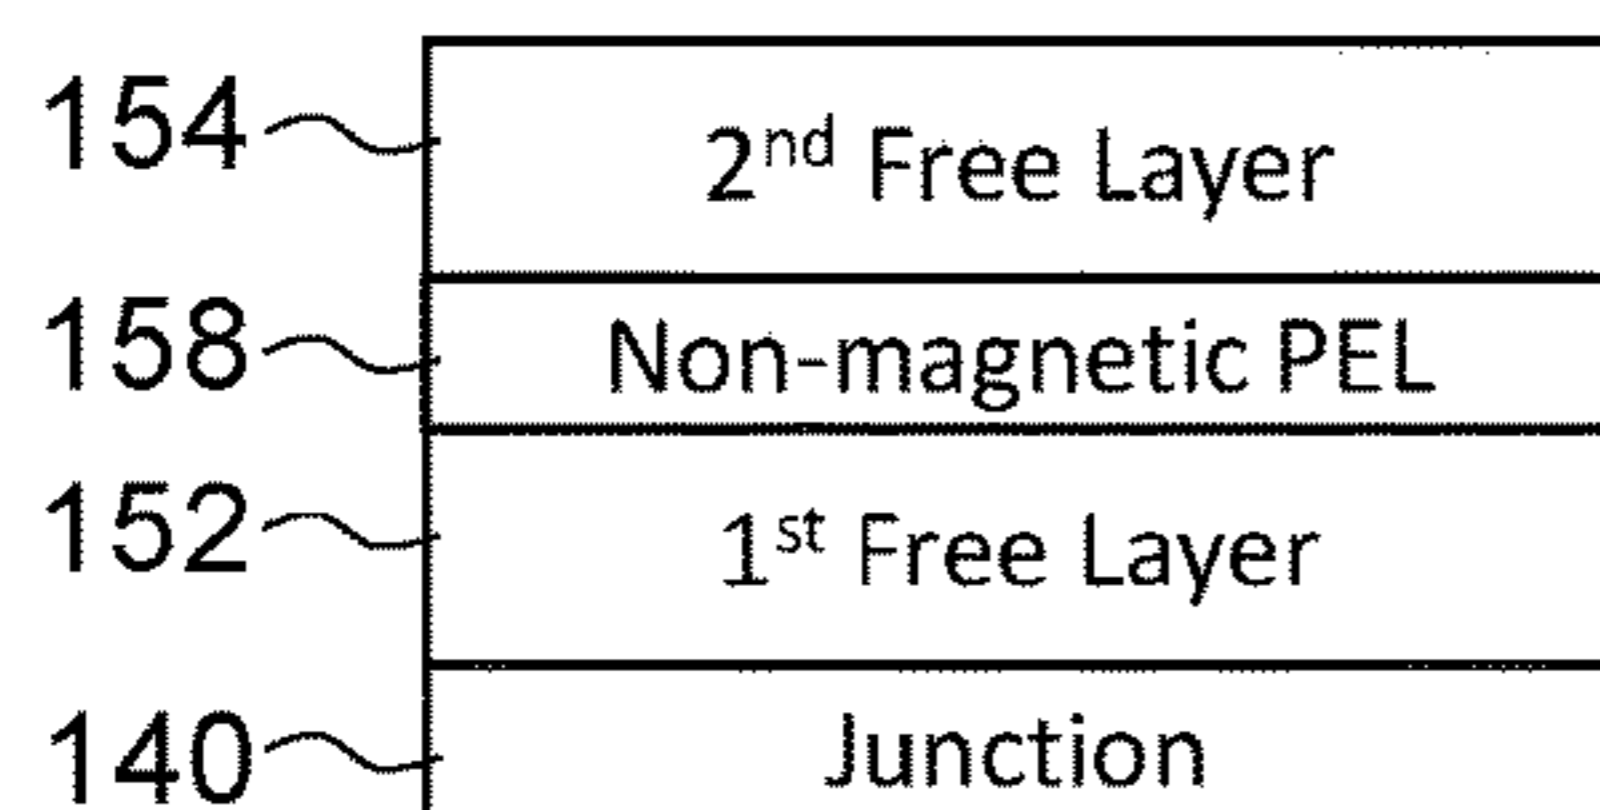 154 2nd Free Layer
158 Non-magnetic PEL
152 1st Free Layer
140 Junction